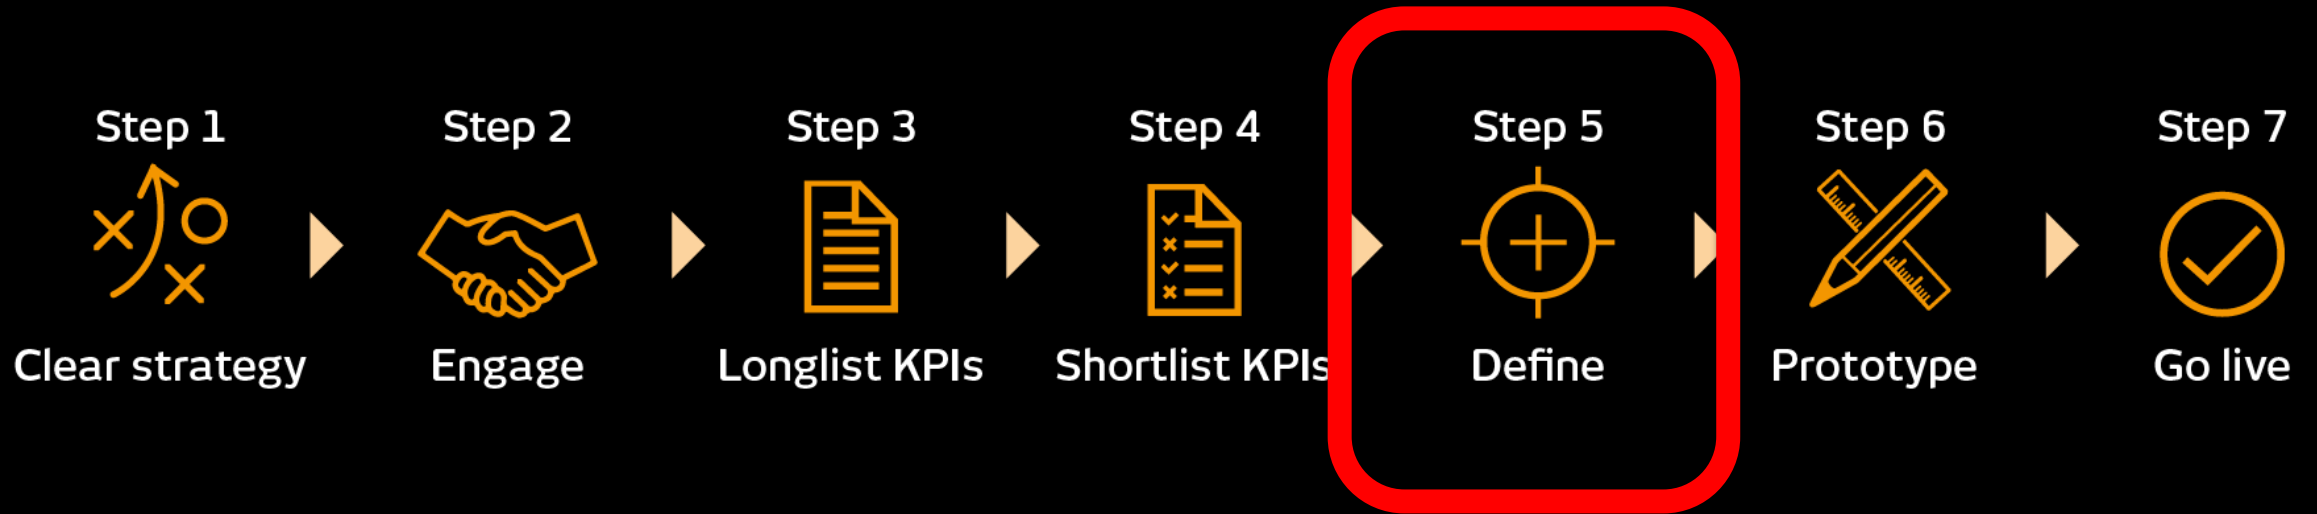 Step 1
Step 2
Step 3
Step 4
Step 5
Step 6
Step 7
Clear strategy
Engage
Longlist KPIs
Shortlist KPIs
Define
Prototype
Go live